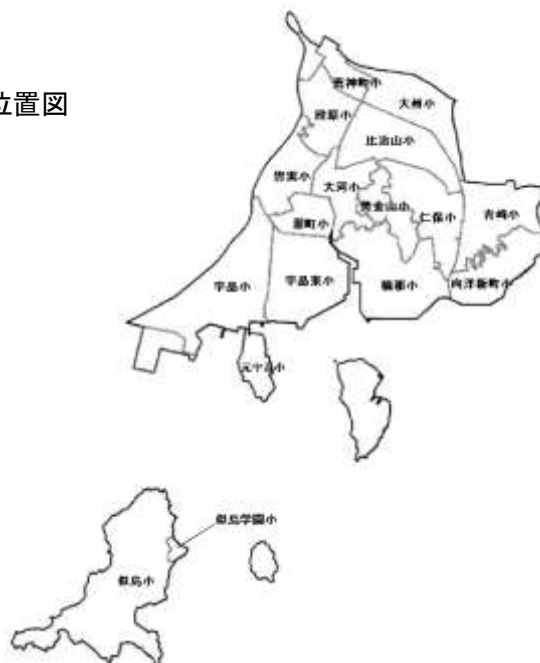 位置図
荒神町小
大州小
段原小
比治山小
皆実小
大河小
黄金山小
仁保小
青崎小
翠町小
宇品小
宇品東小
楠那小
向洋新町小
元宇品小
似島学園小
似島小